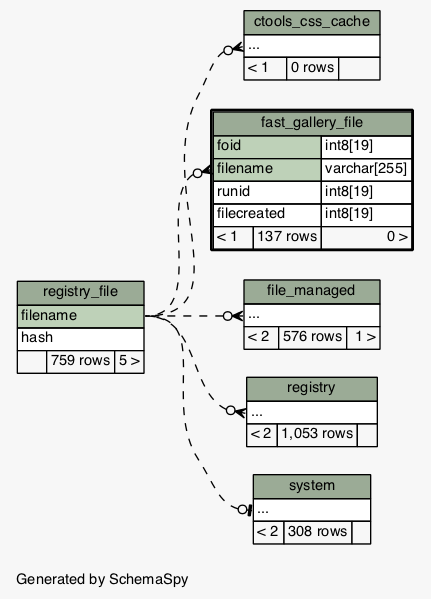 ctools_css_cache
...
< 1 0 rows
fast_gallery_file
foid int8[19]
filename varchar[255]
runid int8[19]
filecreated int8[19]
< 1 137 rows 0 >
registry_file
filename
hash
759 rows 5 >
file_managed
...
< 2 576 rows 1 >
registry
...
< 2 1,053 rows
system
...
< 2 308 rows
Generated by SchemaSpy